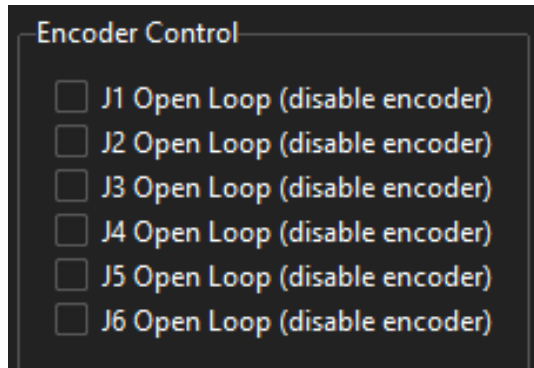 Encoder Control
J1 Open Loop (disable encoder)
J2 Open Loop (disable encoder)
J3 Open Loop (disable encoder)
J4 Open Loop (disable encoder)
J5 Open Loop (disable encoder)
J6 Open Loop (disable encoder)